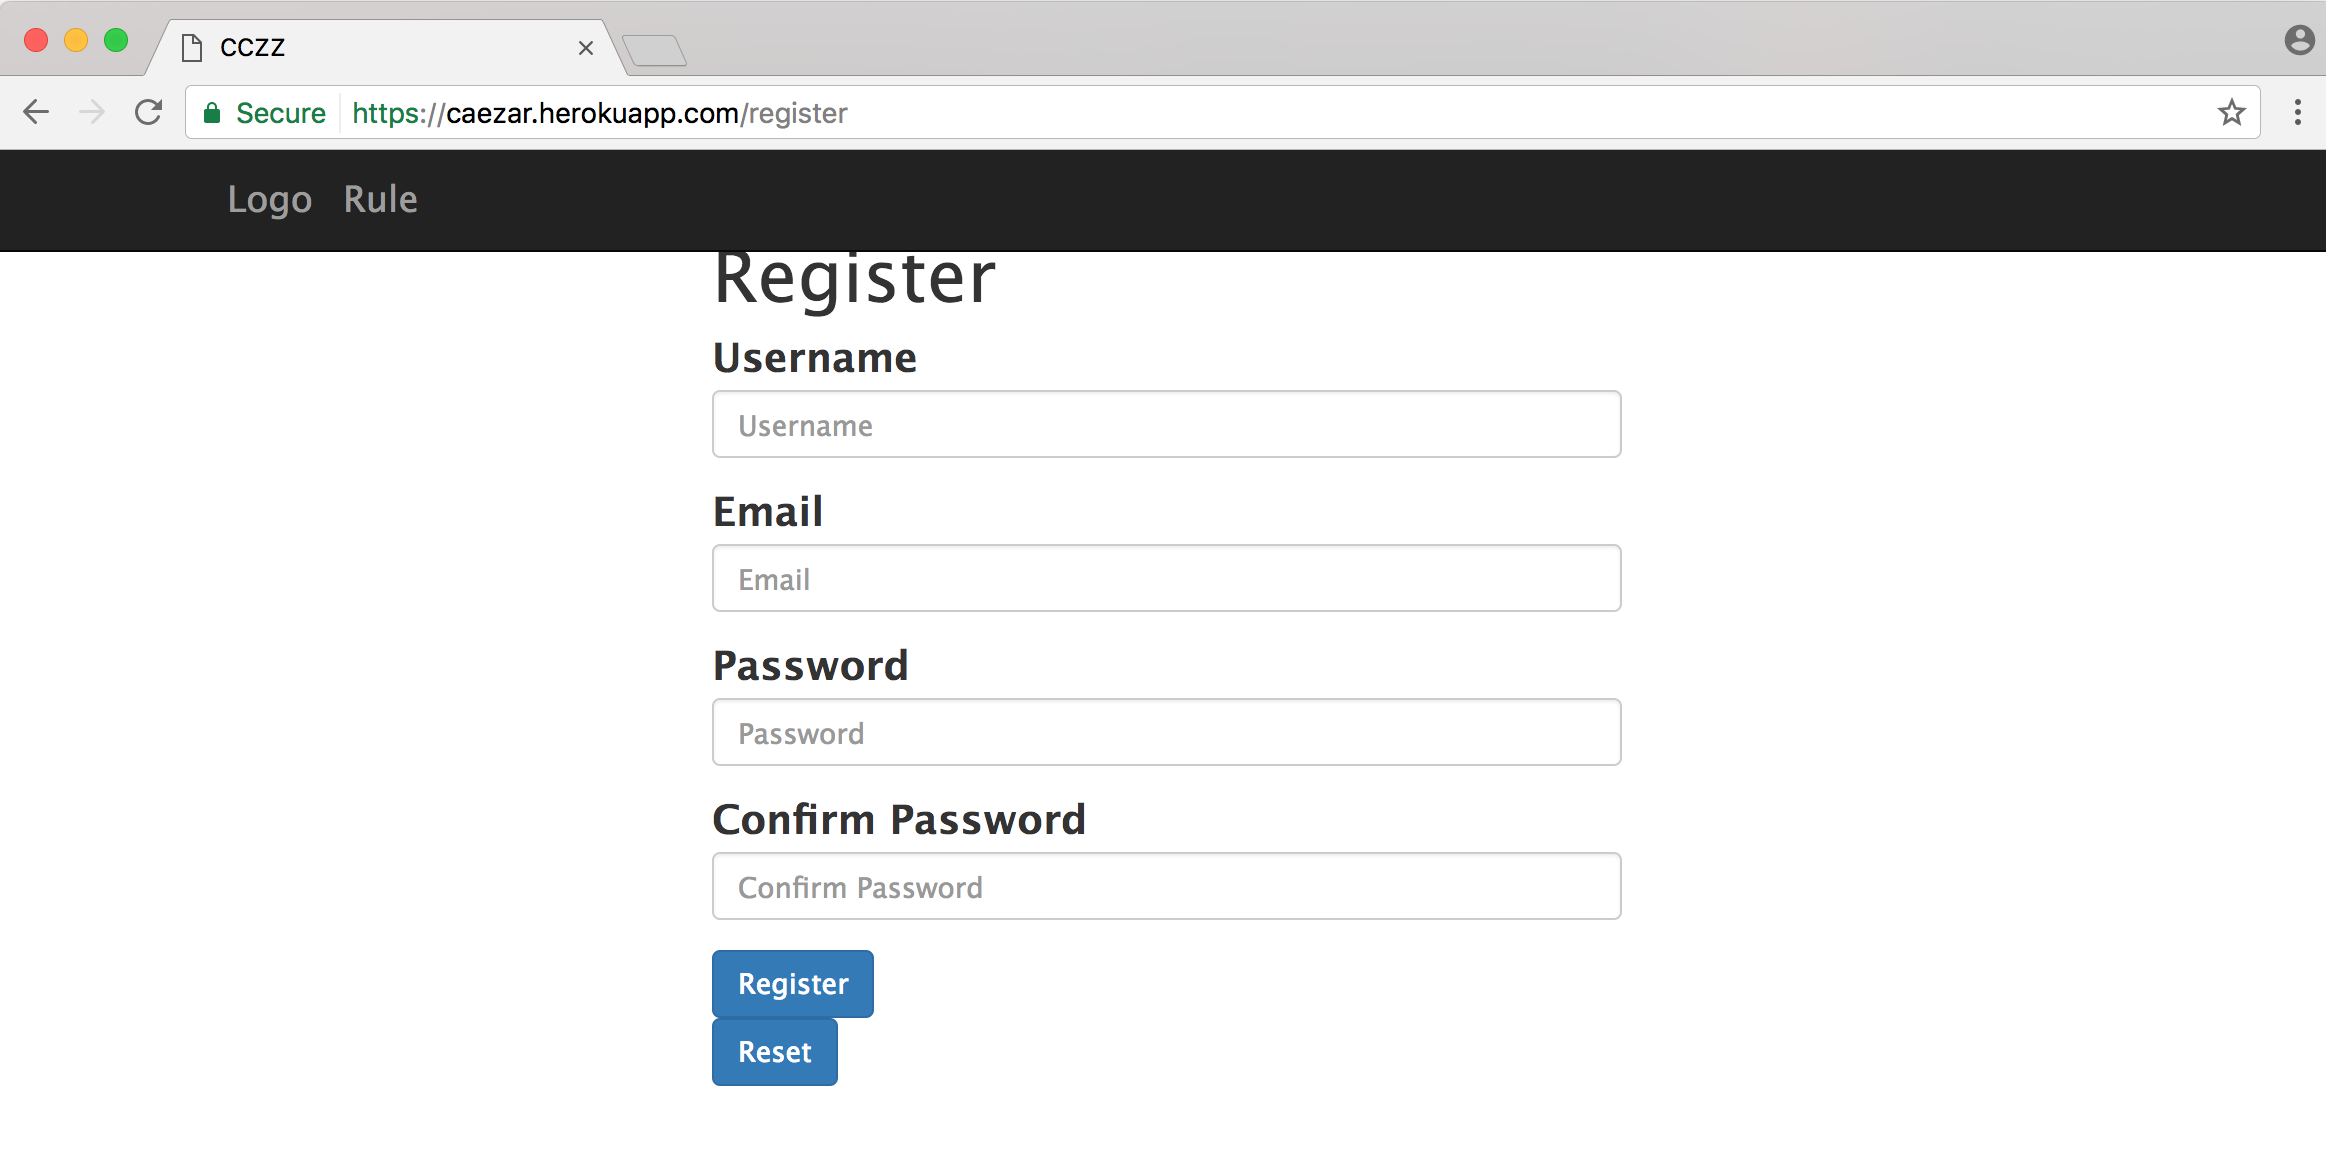 CCZZ
Secure https://caezar.herokuapp.com/register
Logo Rule
Register
Username
Username
Email
Email
Password
Password
Confirm Password
Confirm Password
Register
Reset